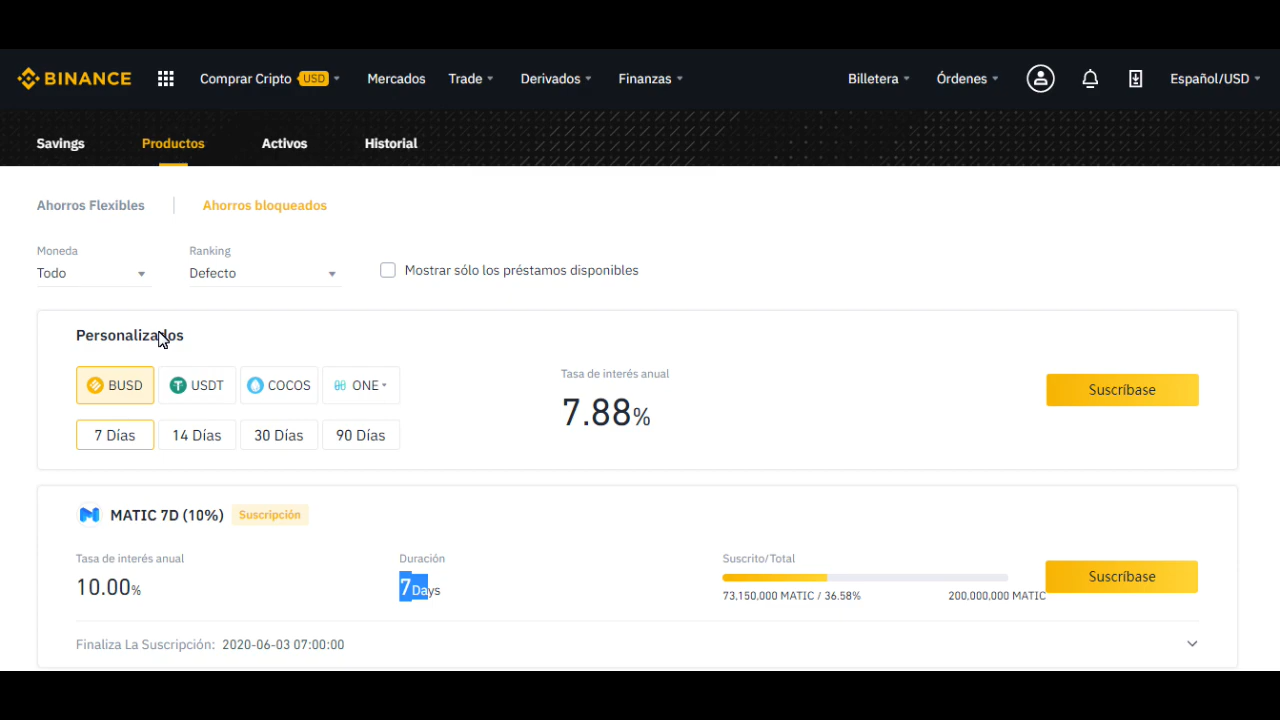 BINANCE Comprar Cripto USD Mercados Trade Derivados Finanzas Billetera Órdenes Español/USD
Savings Productos Activos Historial
Ahorros Flexibles Ahorros bloqueados
Moneda Ranking
Todo Defecto Mostrar sólo los préstamos disponibles
Personalizados
Tasa de interés anual
BUSD USDT COCOS ONE Suscríbase
7.88%
7 Días 14 Días 30 Días 90 Días
MATIC 7D (10%) Suscripción
Tasa de interés anual Duración Suscrito/Total
10.00% 7Days Suscríbase
73,150,000 MATIC / 36.58% 200,000,000 MATIC
Finaliza La Suscripción: 2020-06-03 07:00:00